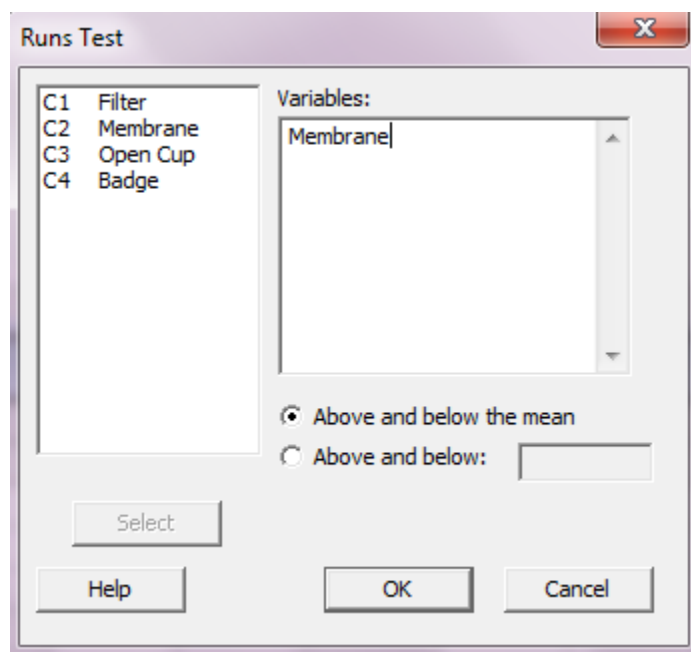 Runs Test
C1 Filter
C2 Membrane
C3 Open Cup
C4 Badge
Variables:
Membrane
Above and below the mean
Above and below:
Select
Help
OK
Cancel